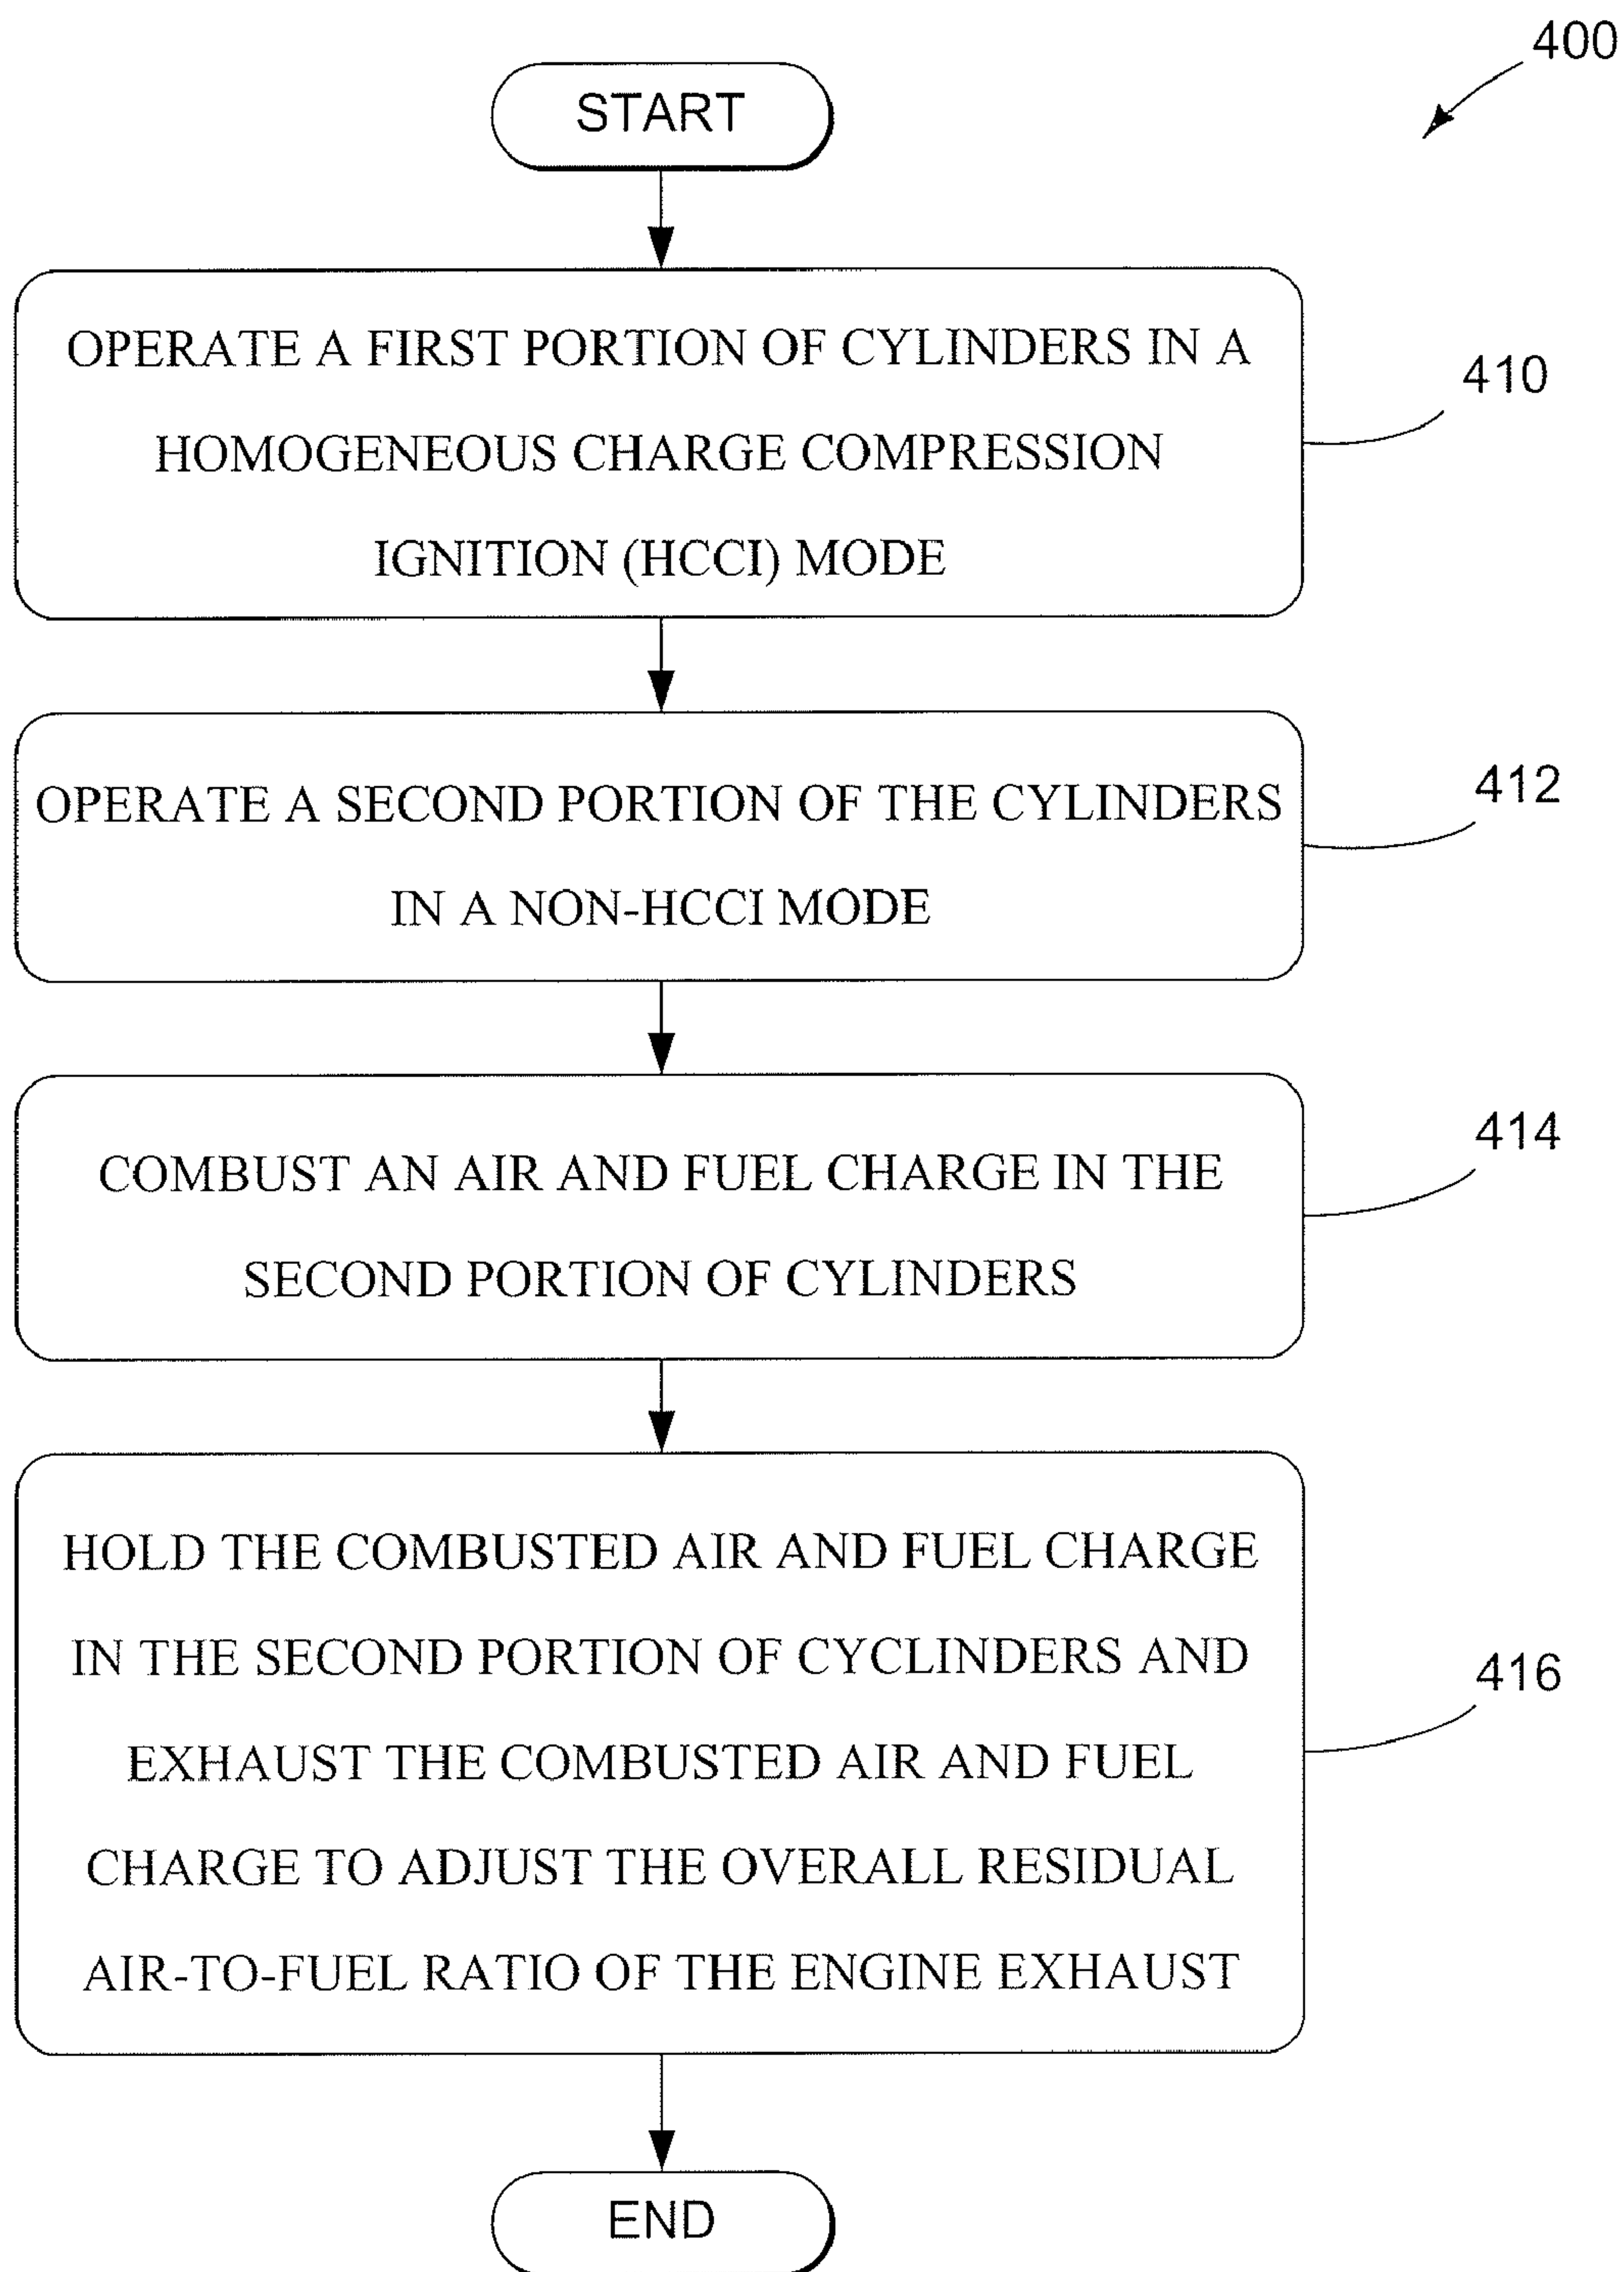 400
START
OPERATE A FIRST PORTION OF CYLINDERS IN A
HOMOGENEOUS CHARGE COMPRESSION
IGNITION (HCCI) MODE
410
OPERATE A SECOND PORTION OF THE CYLINDERS
IN A NON-HCCI MODE
412
COMBUST AN AIR AND FUEL CHARGE IN THE
SECOND PORTION OF CYLINDERS
414
HOLD THE COMBUSTED AIR AND FUEL CHARGE
IN THE SECOND PORTION OF CYCLINDERS AND
EXHAUST THE COMBUSTED AIR AND FUEL
CHARGE TO ADJUST THE OVERALL RESIDUAL
AIR-TO-FUEL RATIO OF THE ENGINE EXHAUST
416
END